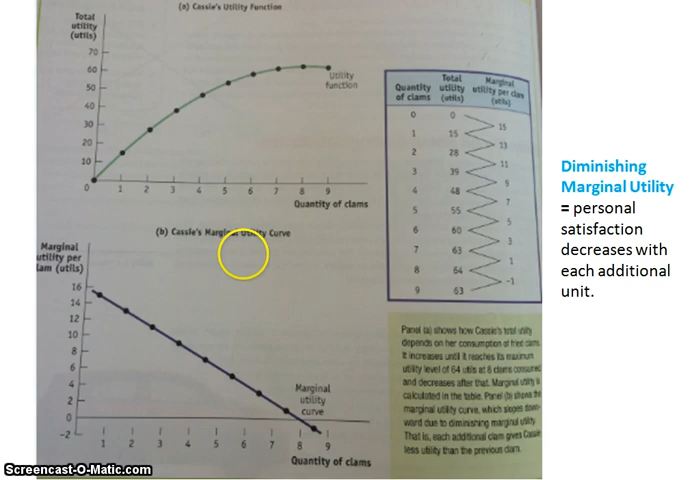 (a) Cassie's Utility Function
Total
utility
(utils)
70
60
50
40
30
20
10
0 1 2 3 4 5 6 7 8 9
Utility
function
Quantity of clams
(b) Cassie's Marginal Utility Curve
Marginal
utility per
lam (utils)
16
14
12
10
8
6
4
2
0
-2
1 2 3 4 5 6 7 8 9
Marginal
utility
curve
Quantity of clams
Quantity
of clams
Total
utility
(utils)
Marginal
utility per clam
(utils)
0 0
15
1 15
13
2 28
11
3 39
9
4 48
7
5 55
5
6 60
3
7 63
1
8 64
-1
9 63
Panel (a) shows how Cassie's total utility
depends on her consumption of fried clams.
It increases until it reaches its maximum
utility level of 64 utils at 8 clams consumed
and decreases after that. Marginal utility is
calculated in the table. Panel (b) shows the
marginal utility curve, which slopes down-
ward due to diminishing marginal utility.
That is, each additional clam gives Cassie
less utility than the previous clam.
Diminishing
Marginal Utility
= personal
satisfaction
decreases with
each additional
unit.
Screencast-O-Matic.com